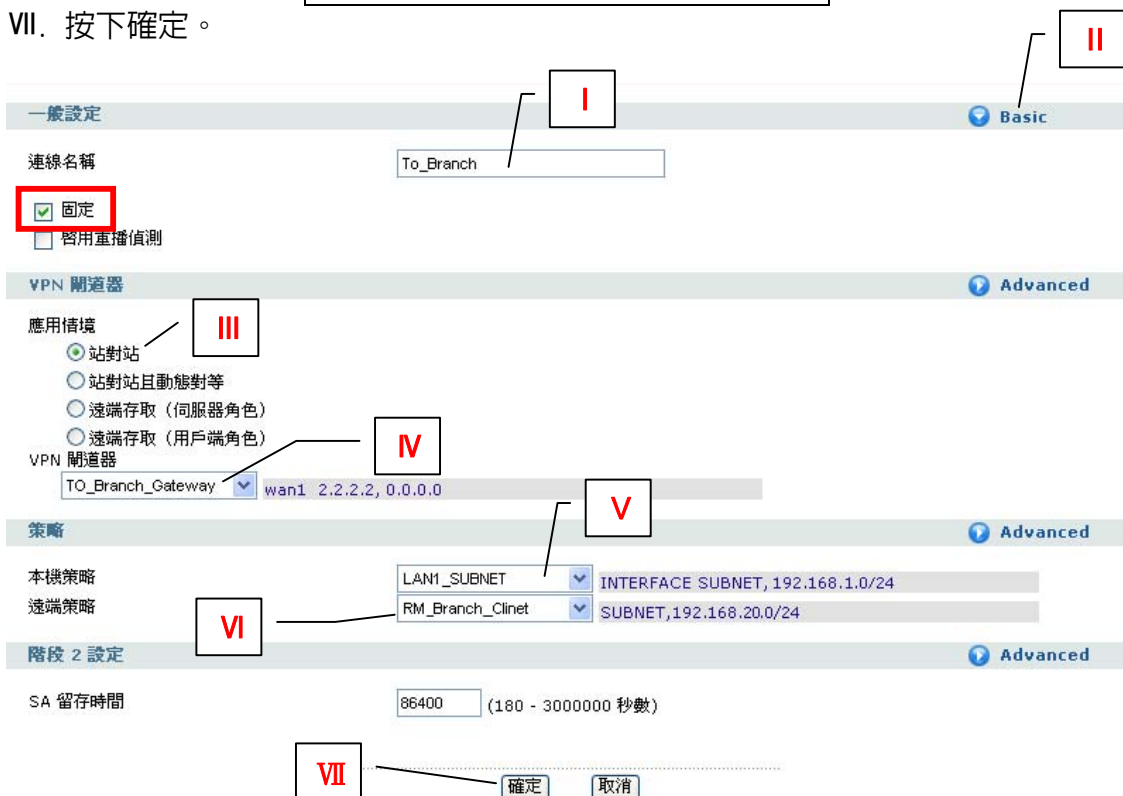 Ⅶ. 按下確定。
Ⅱ
Ⅰ
一般設定 Basic
連線名稱 To_Branch
固定
啓用重播偵測
VPN 閘道器 Advanced
應用情境
Ⅲ
站對站
站對站且動態對等
遠端存取（伺服器角色）
遠端存取（用戶端角色）
Ⅳ
VPN 閘道器
TO_Branch_Gateway wan1 2.2.2.2, 0.0.0.0
Ⅴ
策略 Advanced
本機策略 LAN1_SUBNET INTERFACE SUBNET, 192.168.1.0/24
遠端策略 RM_Branch_Clinet SUBNET,192.168.20.0/24
Ⅵ
階段 2 設定 Advanced
SA 留存時間 86400 (180 - 3000000 秒數)
Ⅶ
確定 取消